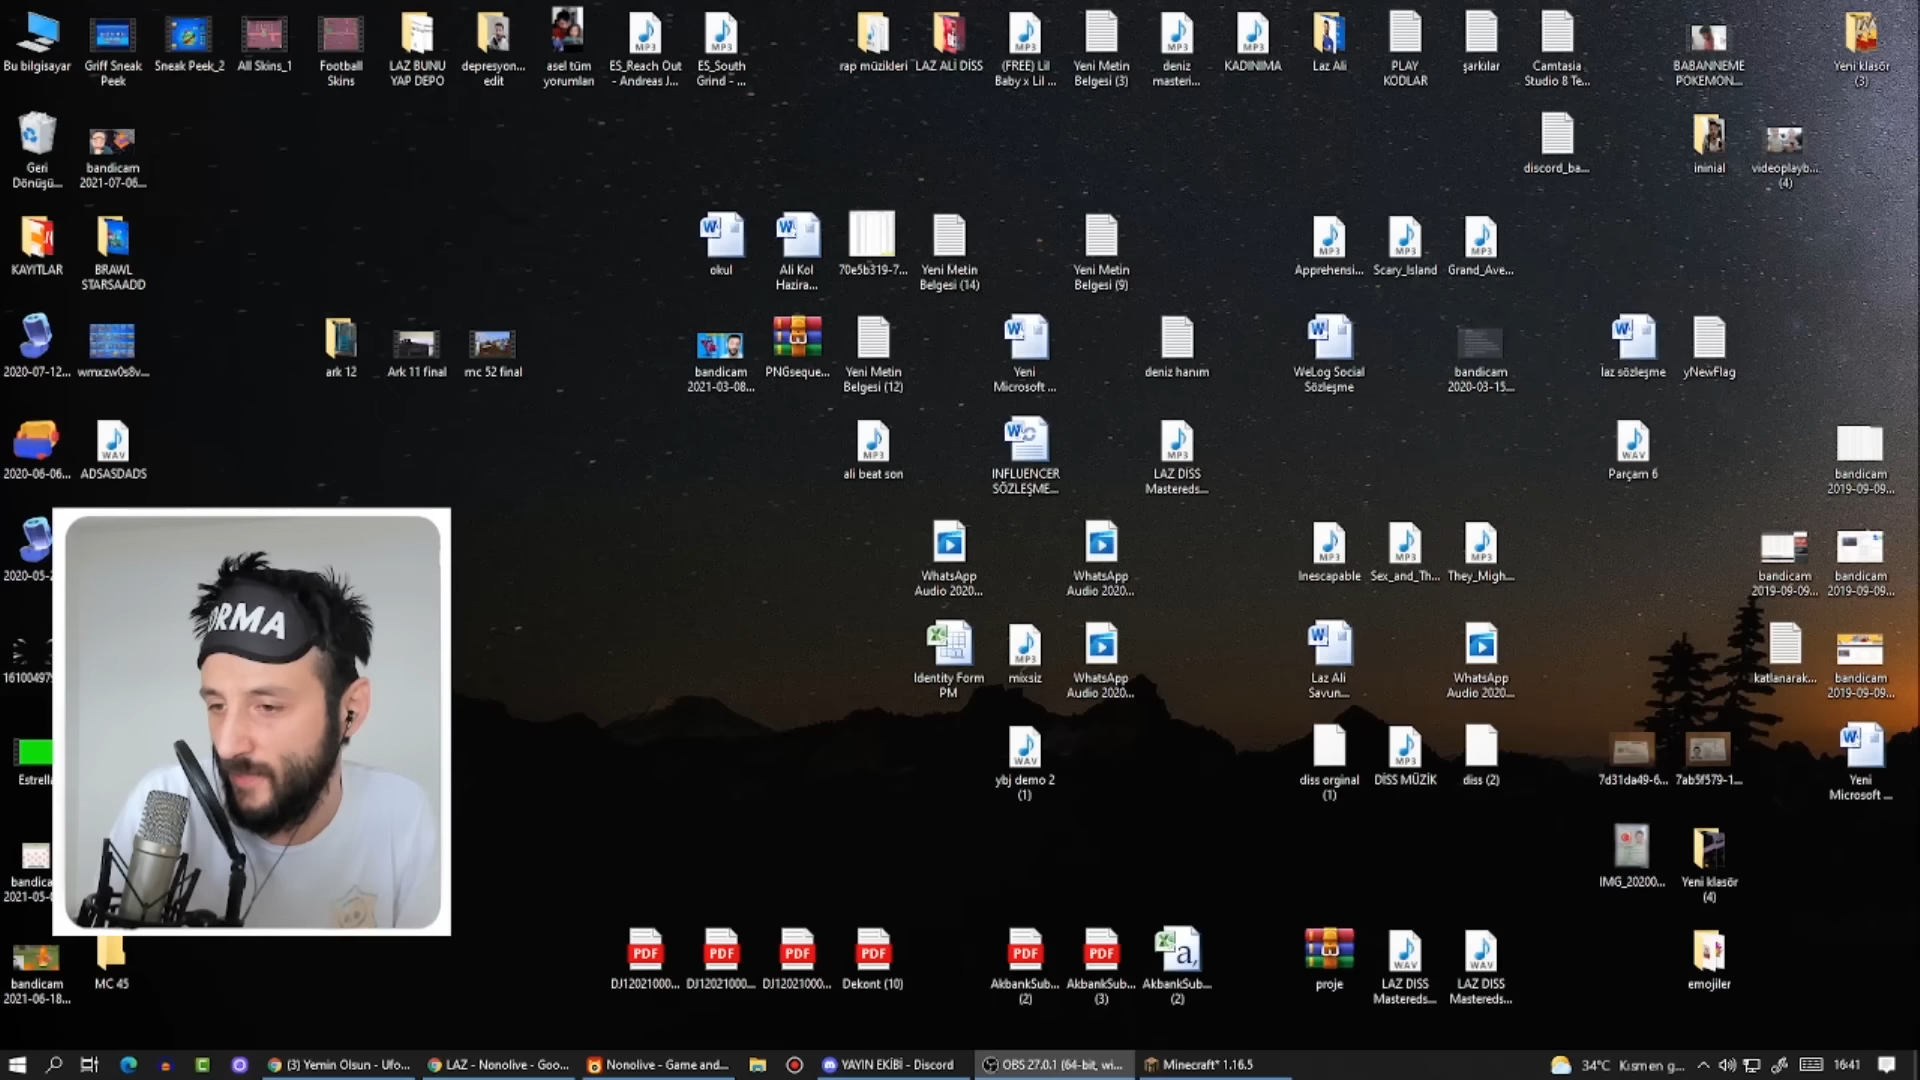 Bu bilgisayar
Griff Sneak
Peek
Sneak Peek_2
All Skins_1
Football
Skins
LAZ BUNU
YAP DEPO
depresyon...
edit
asel tüm
yorumları
ES_Reach Out
- Andreas J...
ES_South
Grind - ...
rap müzikleri
LAZ ALİ DİSS
(FREE) Lil
Baby x Lil ...
Yeni Metin
Belgesi (3)
deniz
masteri...
KADINIMA
Laz Ali
PLAY
KODLAR
şarkılar
Camtasia
Studio 8 Te...
BABANNEME
POKEMON...
Yeni klasör
(3)
Geri
Dönüşü...
bandicam
2021-07-06...
discord_ba...
ininial
videoplayb...
(4)
KAYITLAR
BRAWL
STARSAADD
okul
Ali Kol
Hazira...
70e5b319-7...
Yeni Metin
Belgesi (14)
Yeni Metin
Belgesi (9)
Apprehensi...
Scary_Island
Grand_Ave...
2020-07-12...
wmxzw0s8v...
ark 12
Ark 11 final
mc 52 final
bandicam
2021-03-08...
PNGseque...
Yeni Metin
Belgesi (12)
Yeni
Microsoft ...
deniz hanım
WeLog Social
Sözleşme
bandicam
2020-03-15...
laz sözleşme
yNewFlag
2020-06-06...
ADSASDADS
ali beat son
INFLUENCER
SÖZLEŞME...
LAZ DİSS
Mastereds...
Parçam 6
bandicam
2019-09-09...
2020-05-2
WhatsApp
Audio 2020...
WhatsApp
Audio 2020...
Inescapable
Sex_and_Th...
They_Migh...
bandicam
2019-09-09...
bandicam
2019-09-09...
ORMA
1610049
Identity Form
PM
mixsiz
WhatsApp
Audio 2020...
Laz Ali
Savun...
WhatsApp
Audio 2020...
katlanarak...
bandicam
2019-09-09...
Estrella
ybj demo 2
(1)
diss orginal
(1)
DİSS MÜZİK
diss (2)
7d31da49-6...
7ab5f579-1...
Yeni
Microsoft ...
bandica
2021-05-
IMG_20200...
Yeni klasör
(4)
bandicam
2021-06-18...
MC 45
DJ12021000...
DJ12021000...
DJ12021000...
Dekont (10)
AkbankSub...
(2)
AkbankSub...
(3)
AkbankSub...
(2)
proje
LAZ DISS
Mastereds...
LAZ DISS
Mastereds...
emojiler
(3) Yemin Olsun - Ufo...
LAZ - Nonolive - Goo...
Nonolive - Game and...
YAYIN EKİBİ - Discord
OBS 27.0.1 (64-bit, wi...
Minecraft* 1.16.5
34°C Kısmen g...
16:41